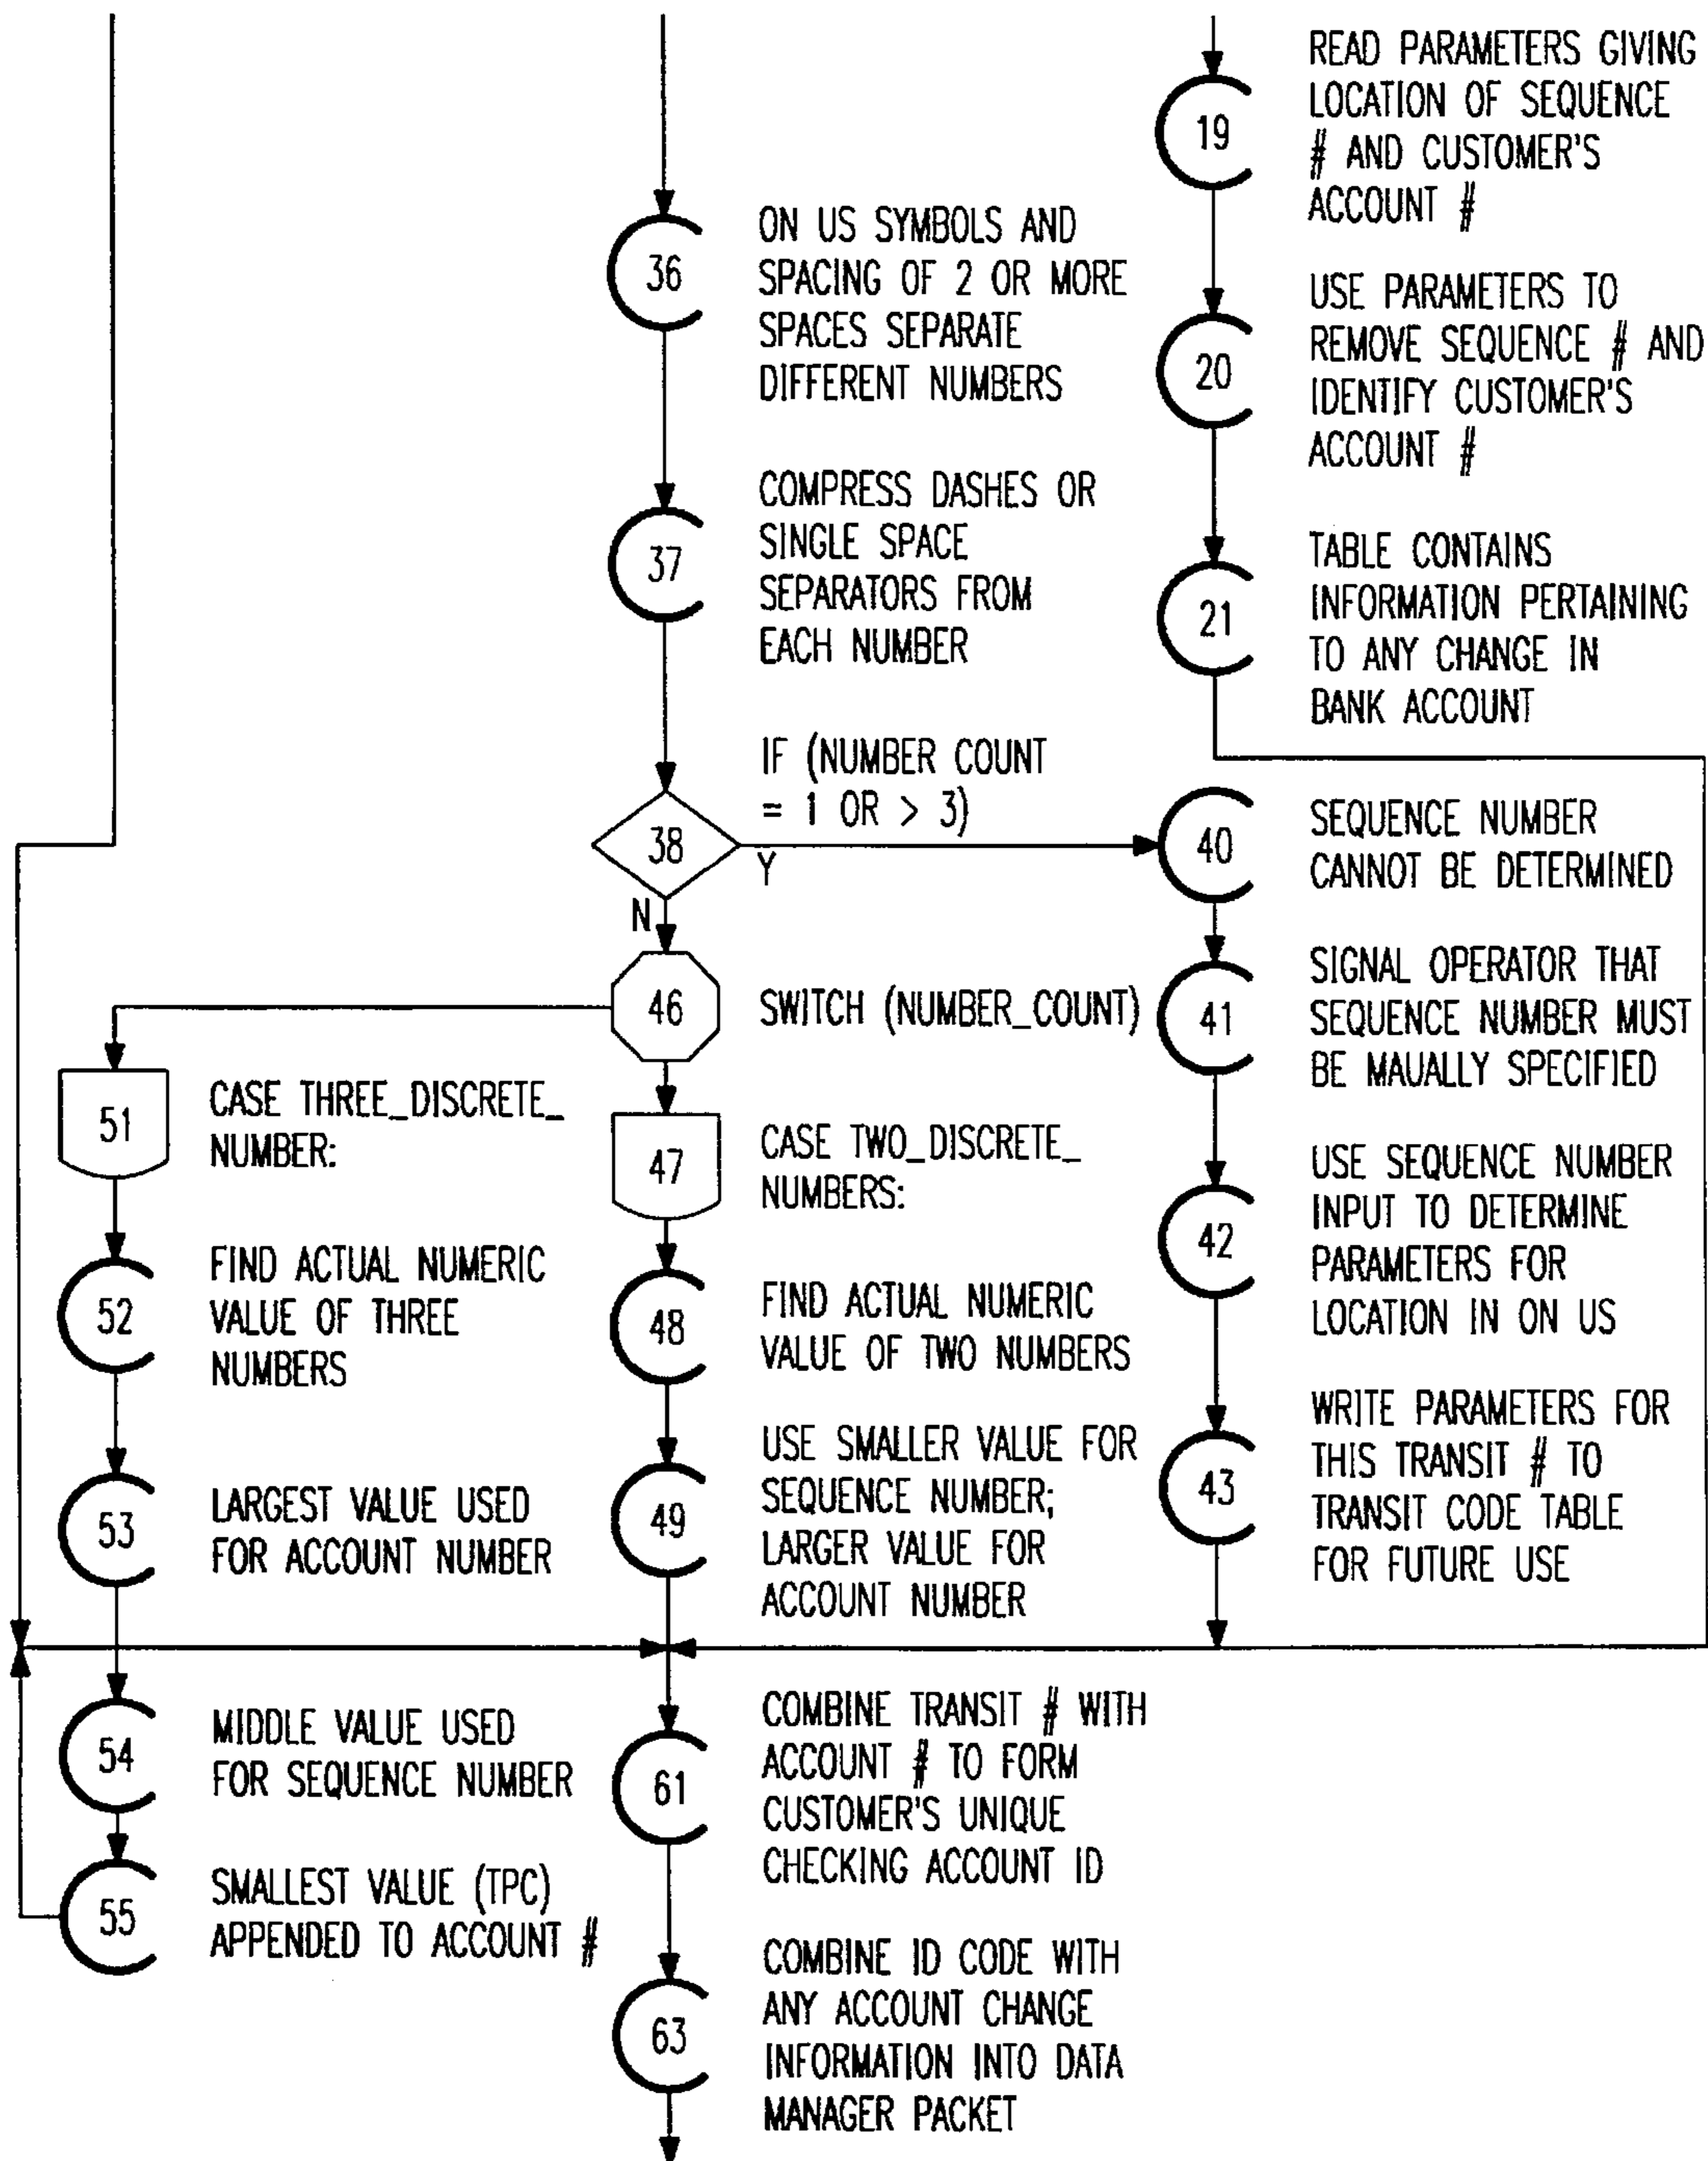 19
READ PARAMETERS GIVING
LOCATION OF SEQUENCE
# AND CUSTOMER'S
ACCOUNT #
36
ON US SYMBOLS AND
SPACING OF 2 OR MORE
SPACES SEPARATE
DIFFERENT NUMBERS
20
USE PARAMETERS TO
REMOVE SEQUENCE # AND
IDENTIFY CUSTOMER'S
ACCOUNT #
37
COMPRESS DASHES OR
SINGLE SPACE
SEPARATORS FROM
EACH NUMBER
21
TABLE CONTAINS
INFORMATION PERTAINING
TO ANY CHANGE IN
BANK ACCOUNT
38
IF (NUMBER COUNT
= 1 OR > 3)
Y
N
40
SEQUENCE NUMBER
CANNOT BE DETERMINED
46
SWITCH (NUMBER_COUNT)
41
SIGNAL OPERATOR THAT
SEQUENCE NUMBER MUST
BE MAUALLY SPECIFIED
51
CASE THREE_DISCRETE_
NUMBER:
47
CASE TWO_DISCRETE_
NUMBERS:
42
USE SEQUENCE NUMBER
INPUT TO DETERMINE
PARAMETERS FOR
LOCATION IN ON US
52
FIND ACTUAL NUMERIC
VALUE OF THREE
NUMBERS
48
FIND ACTUAL NUMERIC
VALUE OF TWO NUMBERS
43
WRITE PARAMETERS FOR
THIS TRANSIT # TO
TRANSIT CODE TABLE
FOR FUTURE USE
53
LARGEST VALUE USED
FOR ACCOUNT NUMBER
49
USE SMALLER VALUE FOR
SEQUENCE NUMBER;
LARGER VALUE FOR
ACCOUNT NUMBER
54
MIDDLE VALUE USED
FOR SEQUENCE NUMBER
61
COMBINE TRANSIT # WITH
ACCOUNT # TO FORM
CUSTOMER'S UNIQUE
CHECKING ACCOUNT ID
55
SMALLEST VALUE (TPC)
APPENDED TO ACCOUNT #
63
COMBINE ID CODE WITH
ANY ACCOUNT CHANGE
INFORMATION INTO DATA
MANAGER PACKET